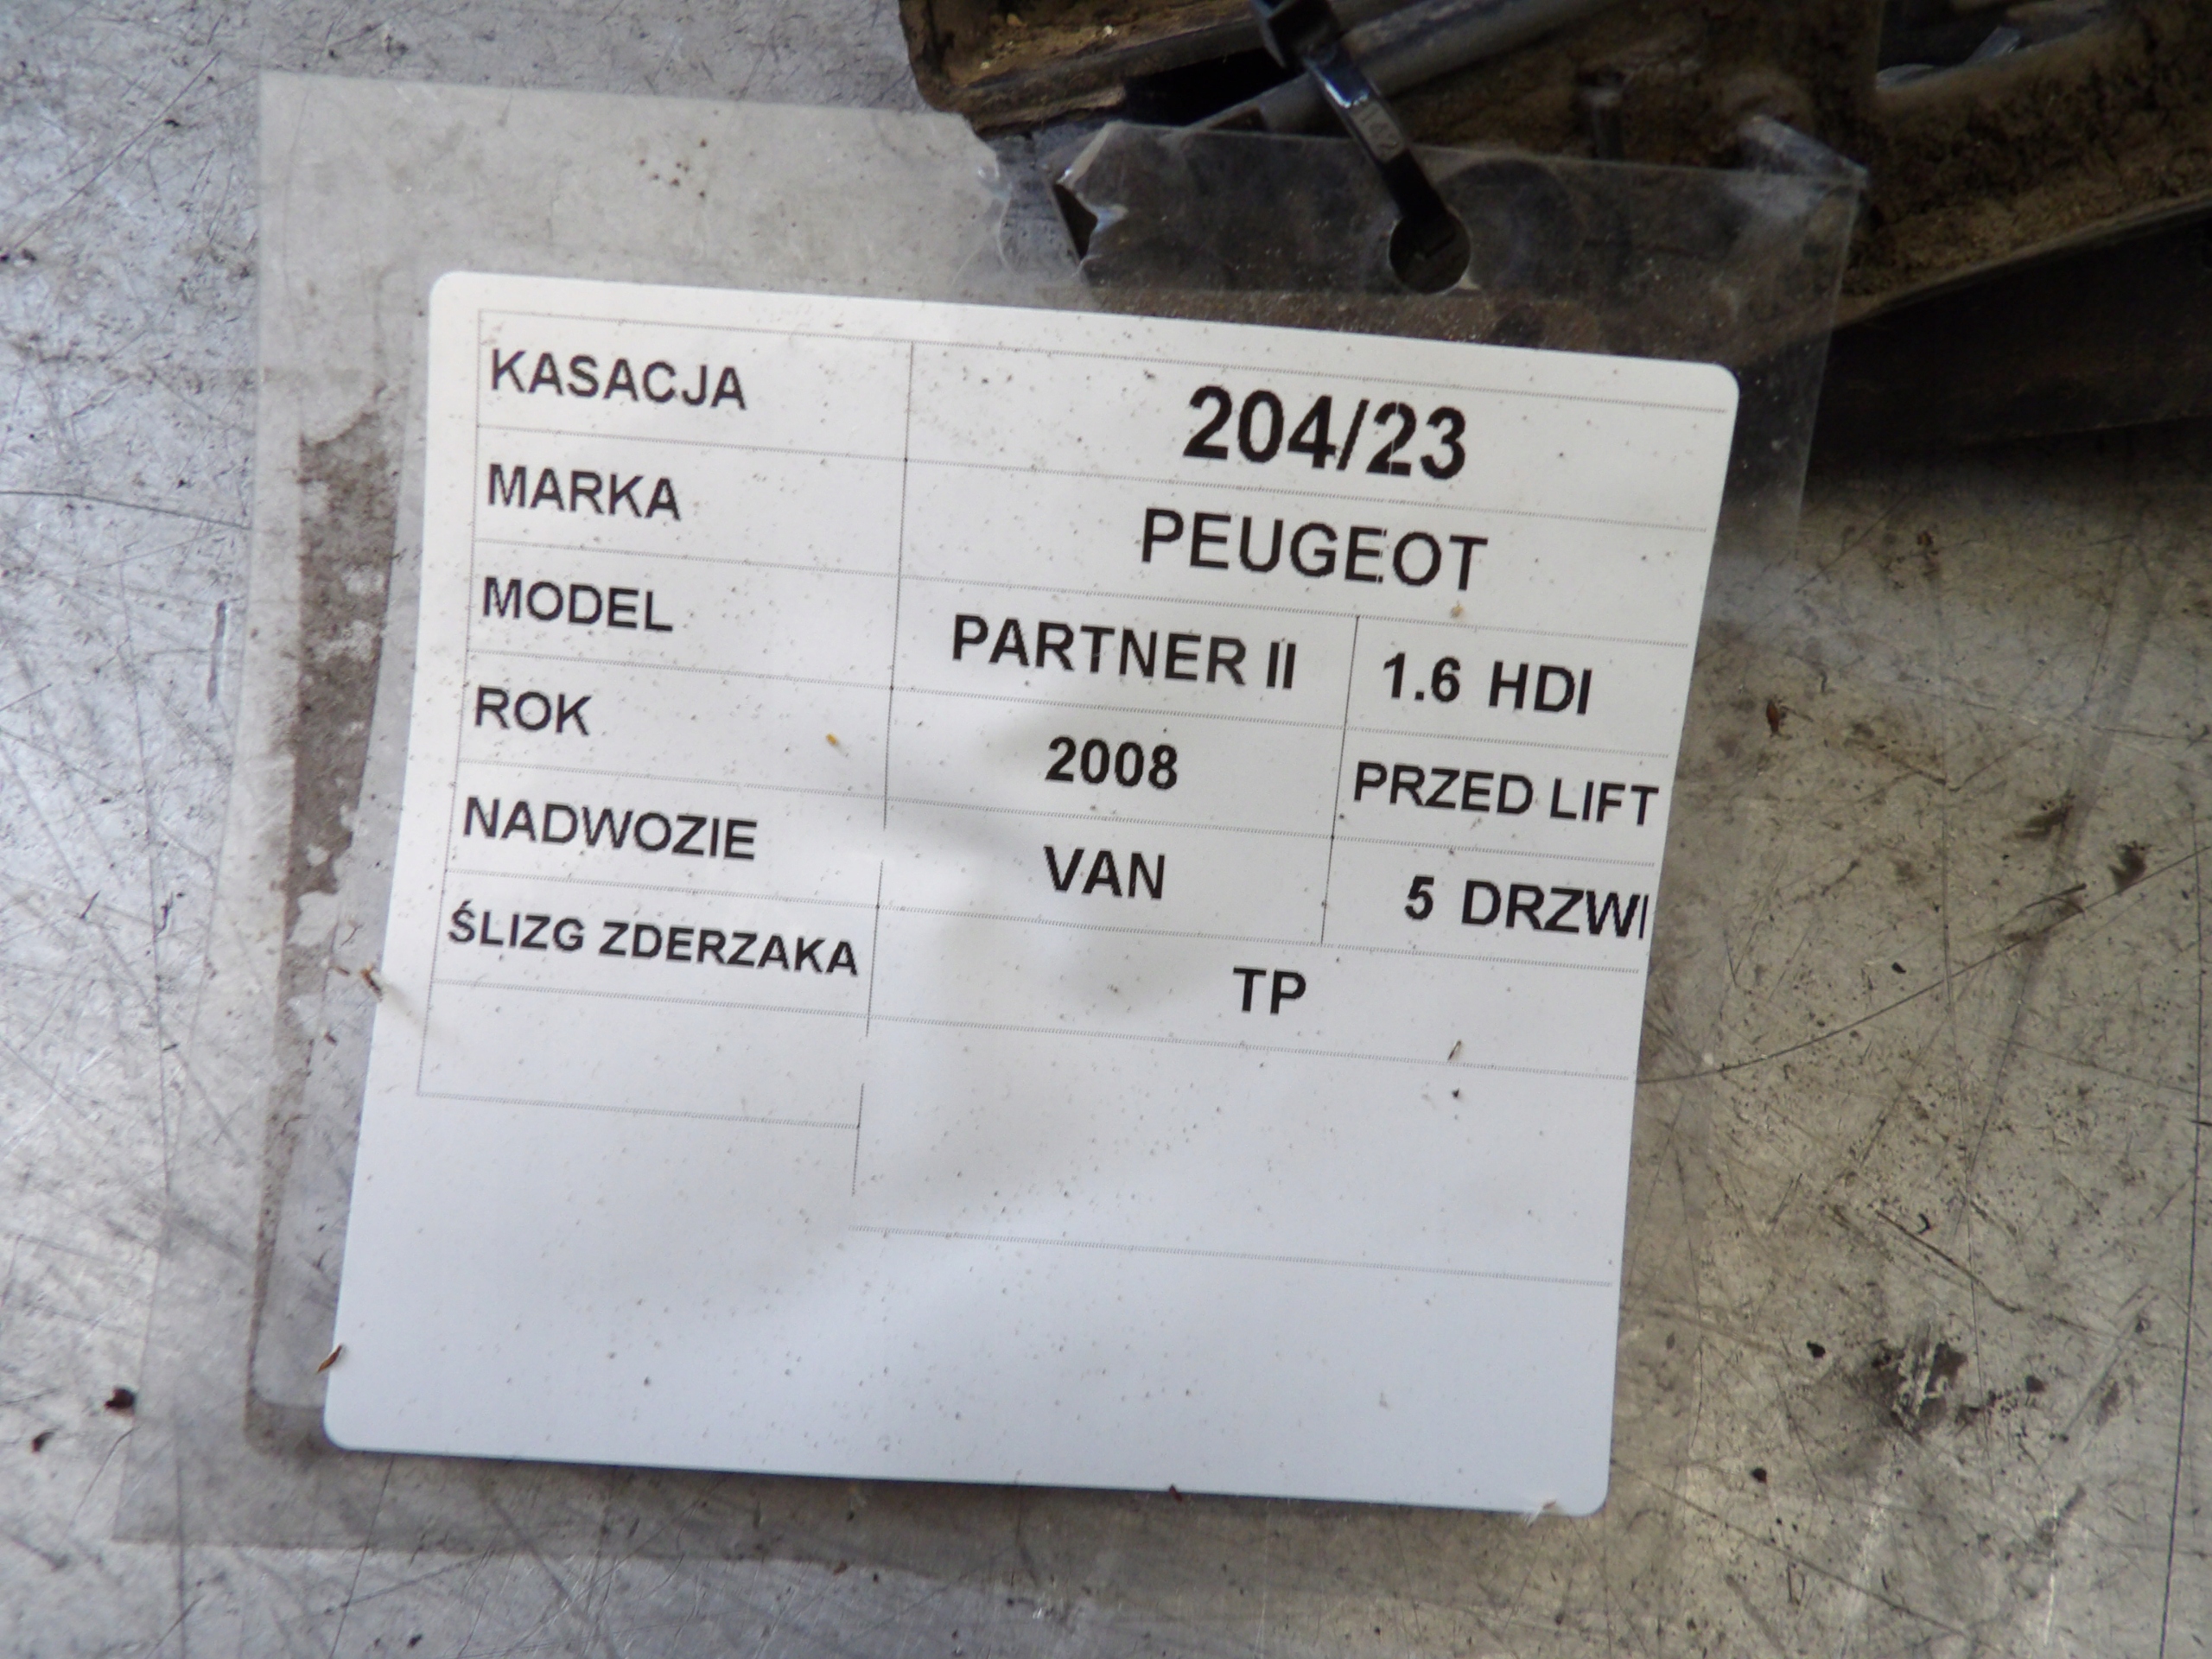 KASACJA 204/23
MARKA PEUGEOT
MODEL PARTNER II 1.6 HDI
ROK 2008 PRZED LIFT
NADWOZIE VAN 5 DRZWI
ŚLIZG ZDERZAKA TP